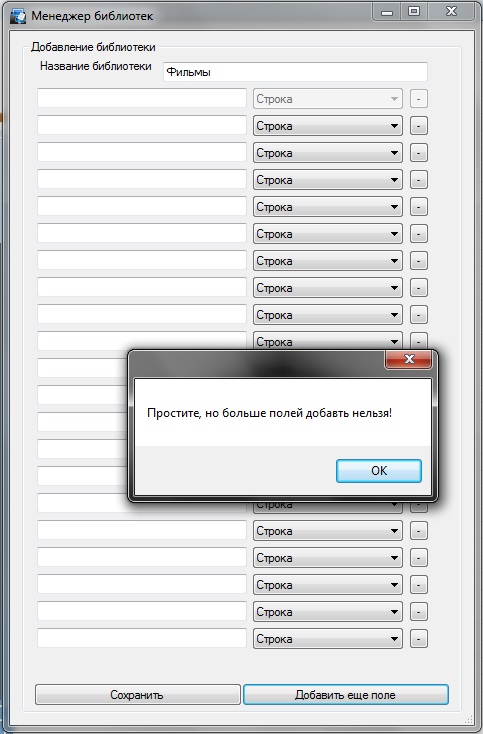 Менеджер библиотек
Добавление библиотеки
Название библиотеки Фильмы
Строка -
Строка -
Строка -
Строка -
Строка -
Строка -
Строка -
Строка -
Строка -
Строка -
Простите, но больше полей добавть нельзя!
OK
Строка -
Строка -
Строка -
Строка -
Строка -
Строка -
Сохранить Добавить еще поле